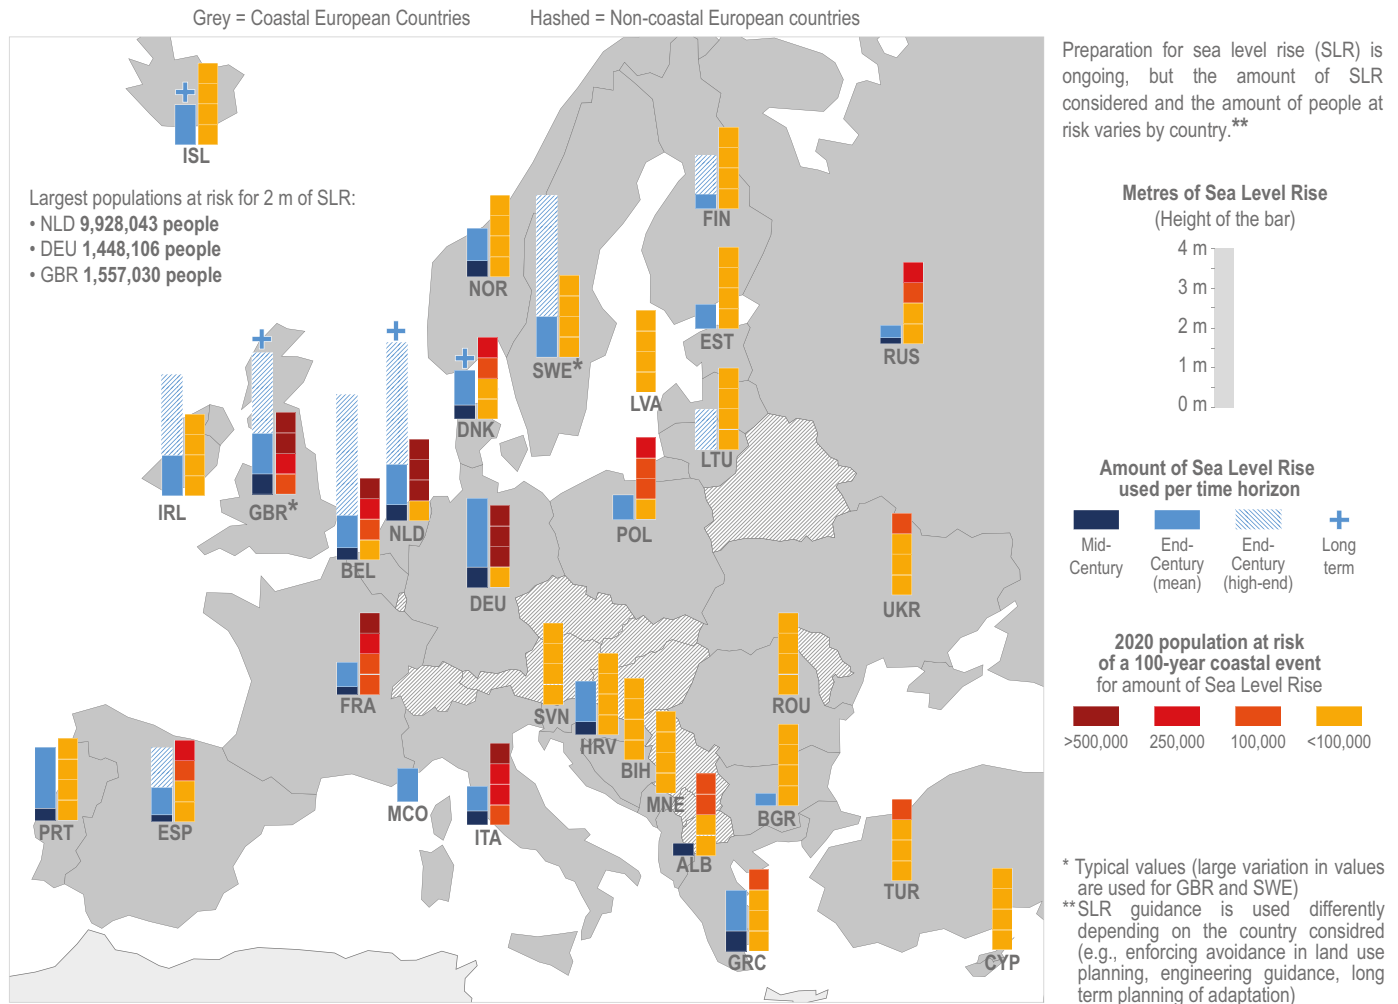 Grey = Coastal European Countries Hashed = Non-coastal European countries
Preparation for sea level rise (SLR) is
ongoing, but the amount of SLR
considered and the amount of people at
risk varies by country.**
ISL
Largest populations at risk for 2 m of SLR:
• NLD 9,928,043 people
• DEU 1,448,106 people
• GBR 1,557,030 people
FIN
NOR
EST
RUS
SWE*
LVA
DNK
LTU
IRL
GBR*
NLD
POL
BEL
DEU
UKR
FRA
SVN
ROU
HRV
BIH
MNE
PRT
ESP
MCO
ITA
BGR
ALB
TUR
GRC
CYP
Metres of Sea Level Rise
(Height of the bar)
4 m
3 m
2 m
1 m
0 m
Amount of Sea Level Rise
used per time horizon
Mid-
Century
End-
Century
(mean)
End-
Century
(high-end)
Long
term
2020 population at risk
of a 100-year coastal event
for amount of Sea Level Rise
>500,000 250,000 100,000 <100,000
* Typical values (large variation in values
are used for GBR and SWE)
**SLR guidance is used differently
depending on the country considred
(e.g., enforcing avoidance in land use
planning, engineering guidance, long
term planning of adaptation)